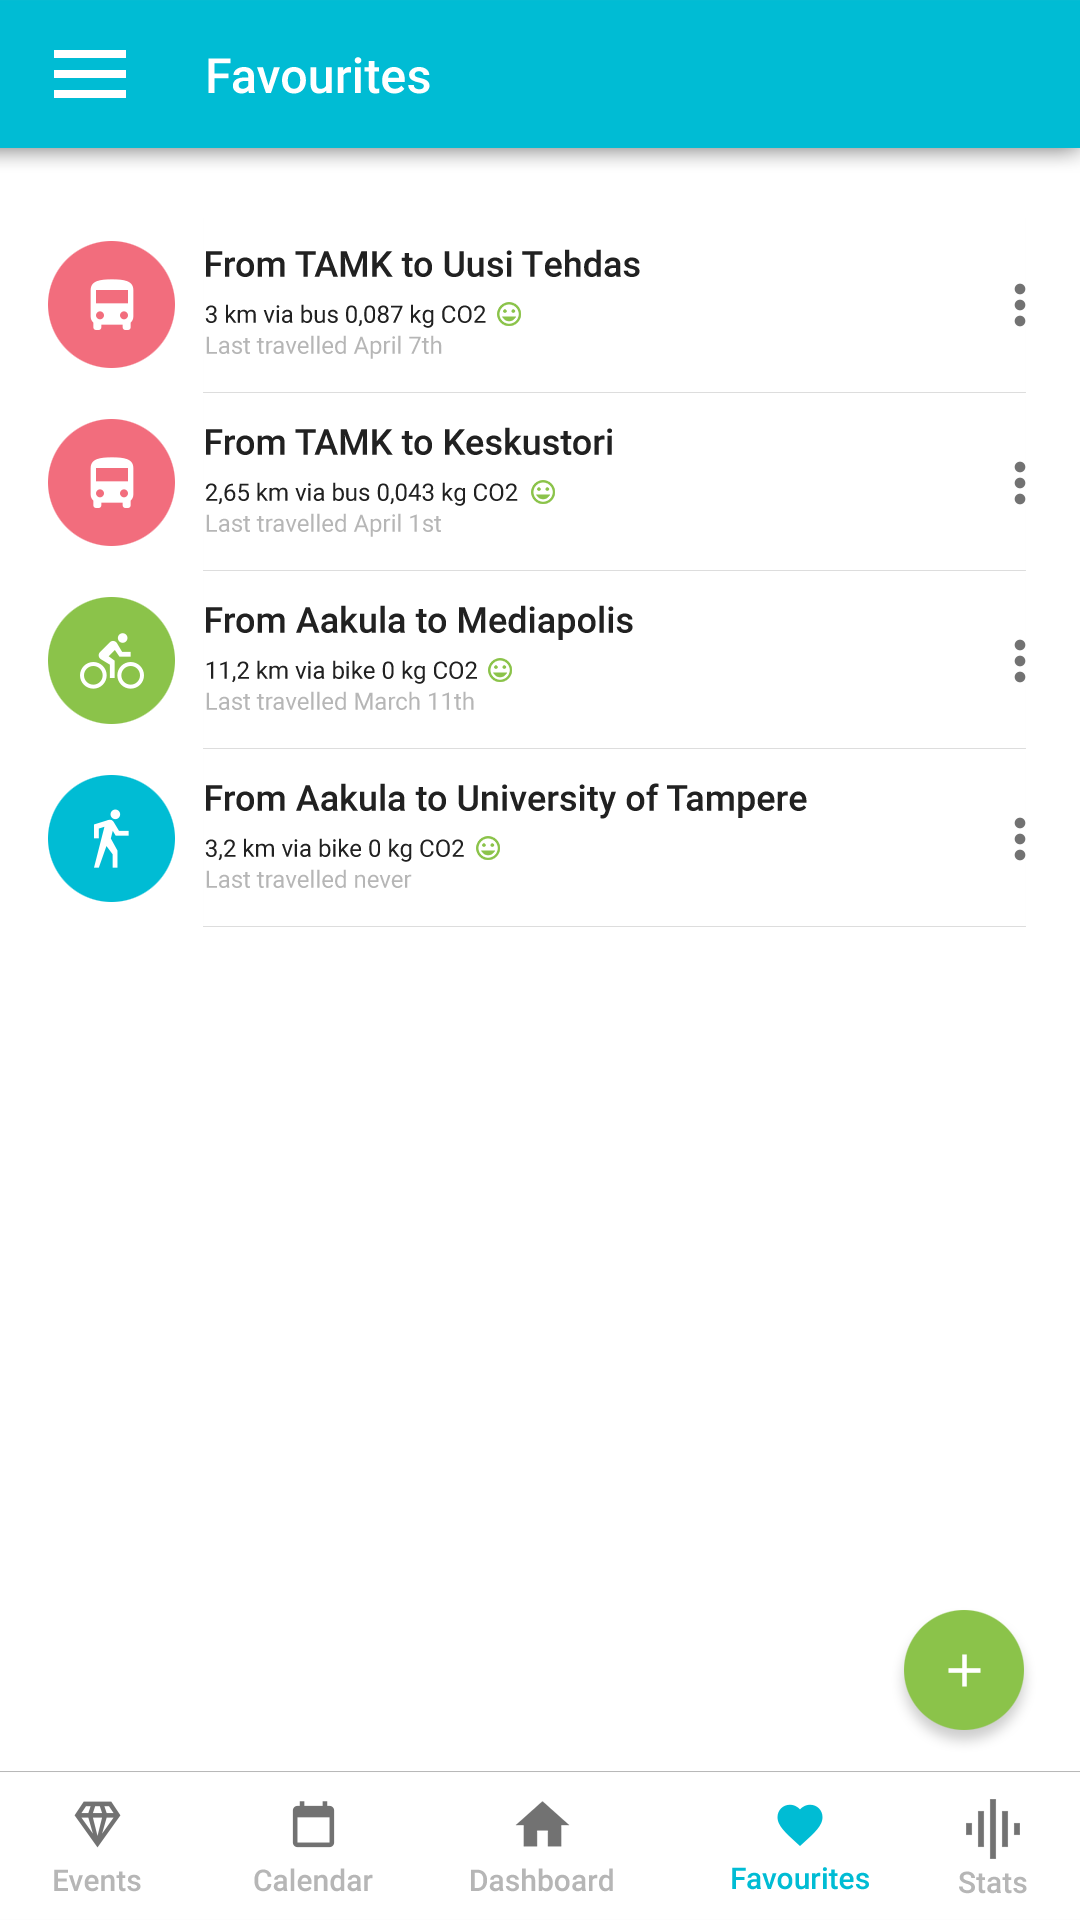 Favourites
From TAMK to Uusi Tehdas
3 km via bus 0,087 kg CO2
Last travelled April 7th
From TAMK to Keskustori
2,65 km via bus 0,043 kg CO2
Last travelled April 1st
From Aakula to Mediapolis
11,2 km via bike 0 kg CO2
Last travelled March 11th
From Aakula to University of Tampere
3,2 km via bike 0 kg CO2
Last travelled never
Events Calendar Dashboard Favourites Stats